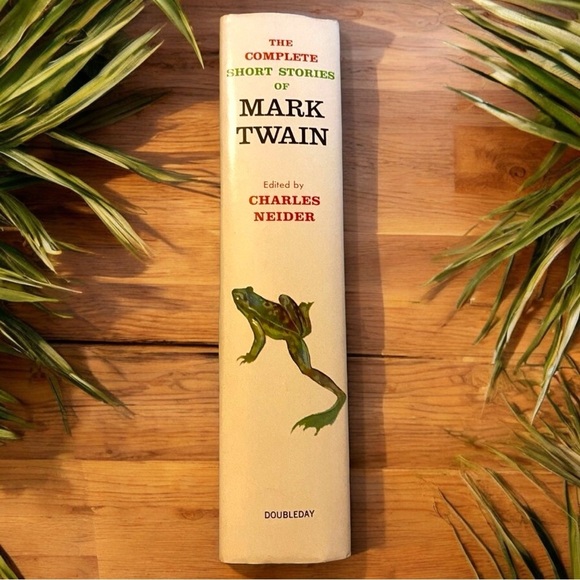 THE
COMPLETE
SHORT STORIES
OF
MARK
TWAIN
Edited by
CHARLES
NEIDER
DOUBLEDAY